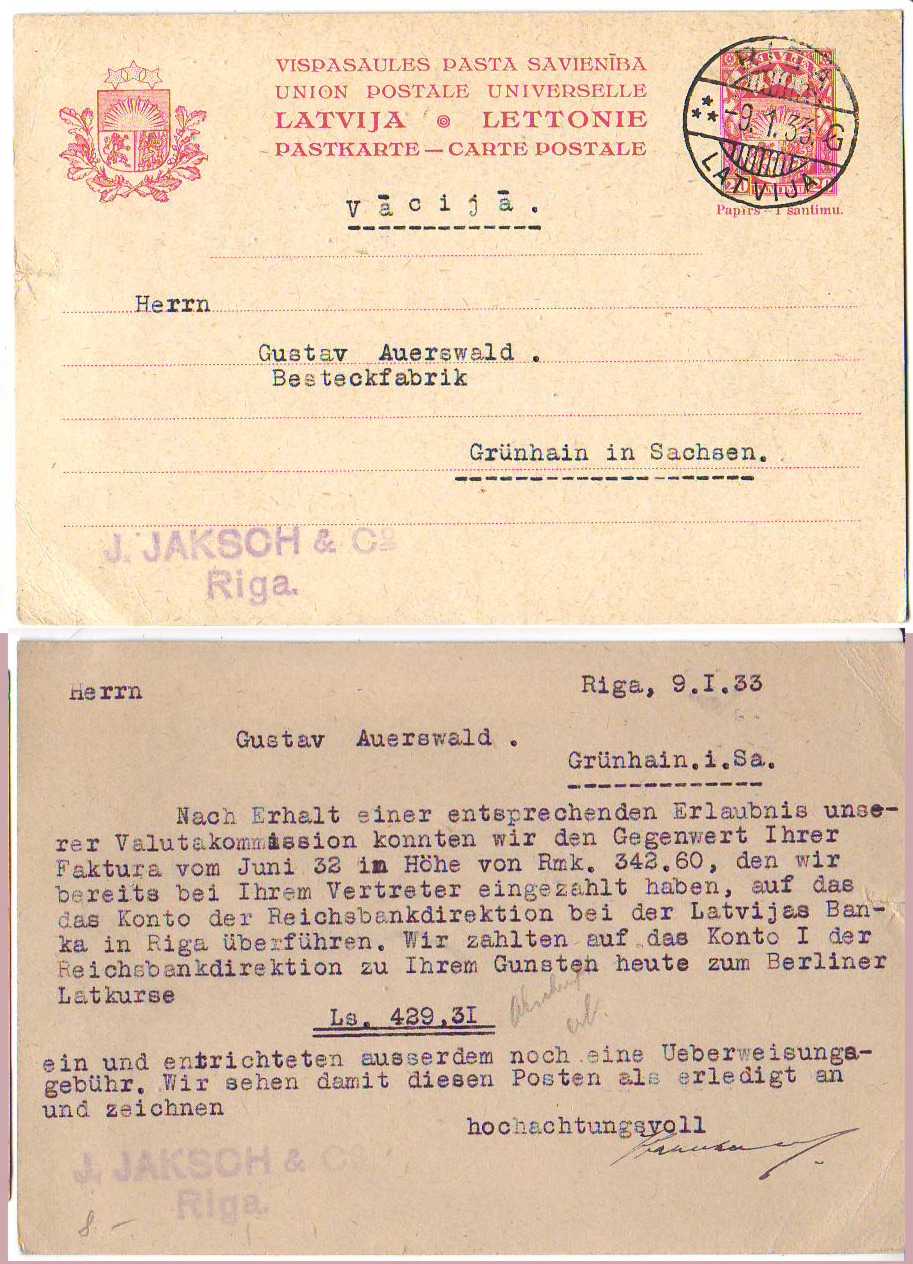 VISPASAULES PASTA SAVIENĪBA
UNION POSTALE UNIVERSELLE
LATVIJA ⊙ LETTONIE
PASTKARTE — CARTE POSTALE
RIGA
-9.1.33 G
LATVIJA
LATVIJA
Papīrs - 1 santimu.
Vācijā.
Herrn
Gustav Auerswald .
Besteckfabrik
Grünhain in Sachsen.
J. JAKSCH & Co
Riga.
Herrn
Riga, 9.I.33
Gustav Auerswald .
Grünhain.i.Sa.
Nach Erhalt einer entsprechenden Erlaubnis unse-
rer Valutakommission konnten wir den Gegenwert Ihrer
Faktura vom Juni 32 in Höhe von Rmk. 342.60, den wir
bereits bei Ihrem Vertreter eingezahlt haben, auf das
das Konto der Reichsbankdirektion bei der Latvijas Ban-
ka in Riga überführen. Wir zahlten auf das Konto I der
Reichsbankdirektion zu Ihrem Gunsten heute zum Berliner
Latkurse
Ls. 429,3I
ein und entrichteten ausserdem noch eine Ueberweisungs-
gebühr. Wir sehen damit diesen Posten als erledigt an
und zeichnen
hochachtungsvoll
J. JAKSCH & Co
Riga.
8.-